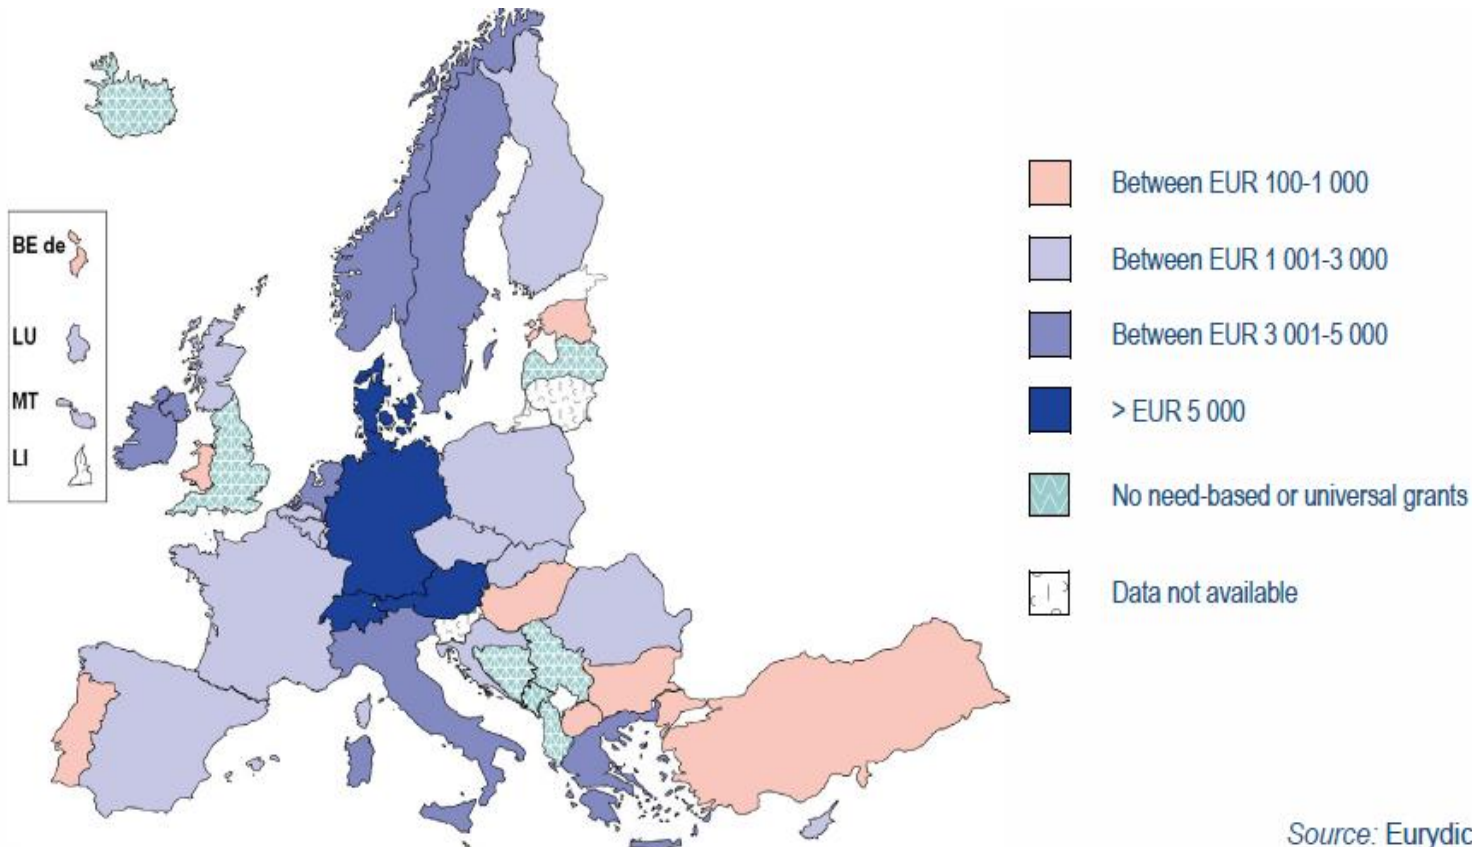 BE de
LU
MT
LI
Between EUR 100-1 000
Between EUR 1 001-3 000
Between EUR 3 001-5 000
> EUR 5 000
No need-based or universal grants
Data not available
Source: Eurydic